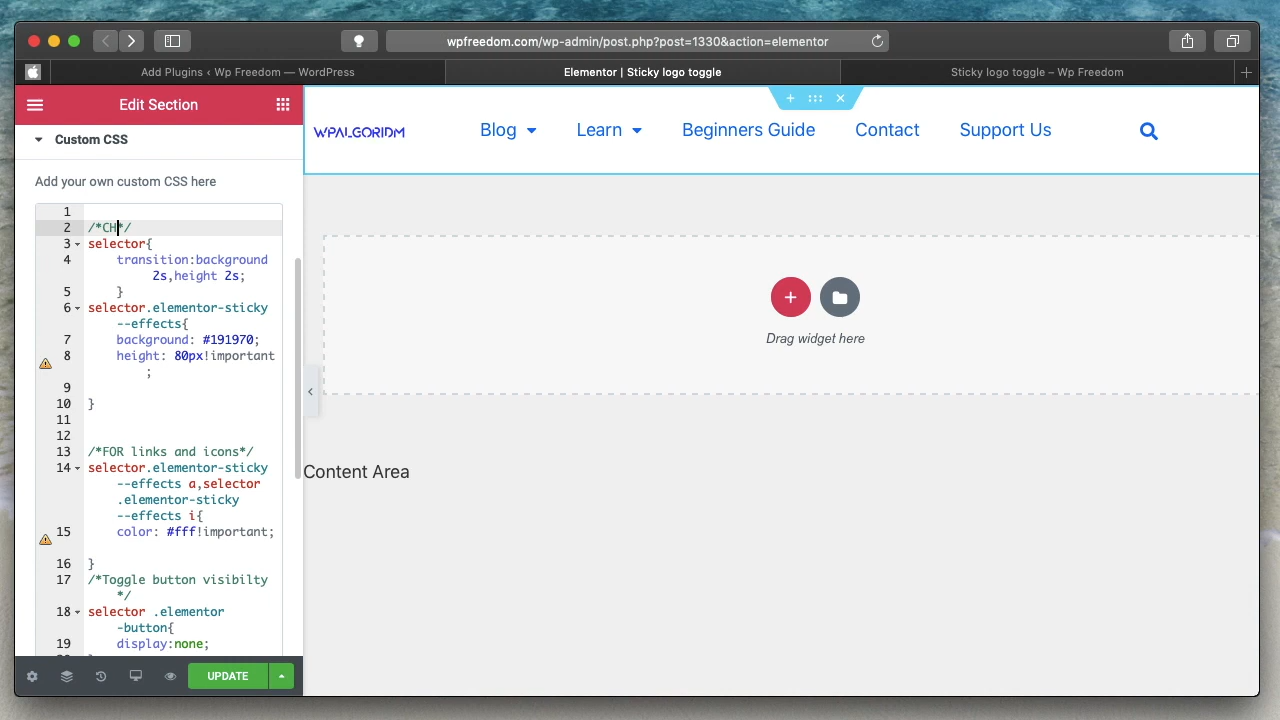 wpfreedom.com/wp-admin/post.php?post=1330&action=elementor
Add Plugins ‹ Wp Freedom — WordPress
Elementor | Sticky logo toggle
Sticky logo toggle – Wp Freedom
Edit Section
Custom CSS
Add your own custom CSS here
1
2 /*CH*/
3 selector{
4 transition:background
2s,height 2s;
5 }
6 selector.elementor-sticky
--effects{
7 background: #191970;
8 height: 80px!important
;
9
10 }
11
12
13 /*FOR links and icons*/
14 selector.elementor-sticky
--effects a,selector
.elementor-sticky
--effects i{
15 color: #fff!important;
16 }
17 /*Toggle button visibilty
*/
18 selector .elementor
-button{
19 display:none;
UPDATE
WPALGORIDM
Blog
Learn
Beginners Guide
Contact
Support Us
Drag widget here
Content Area